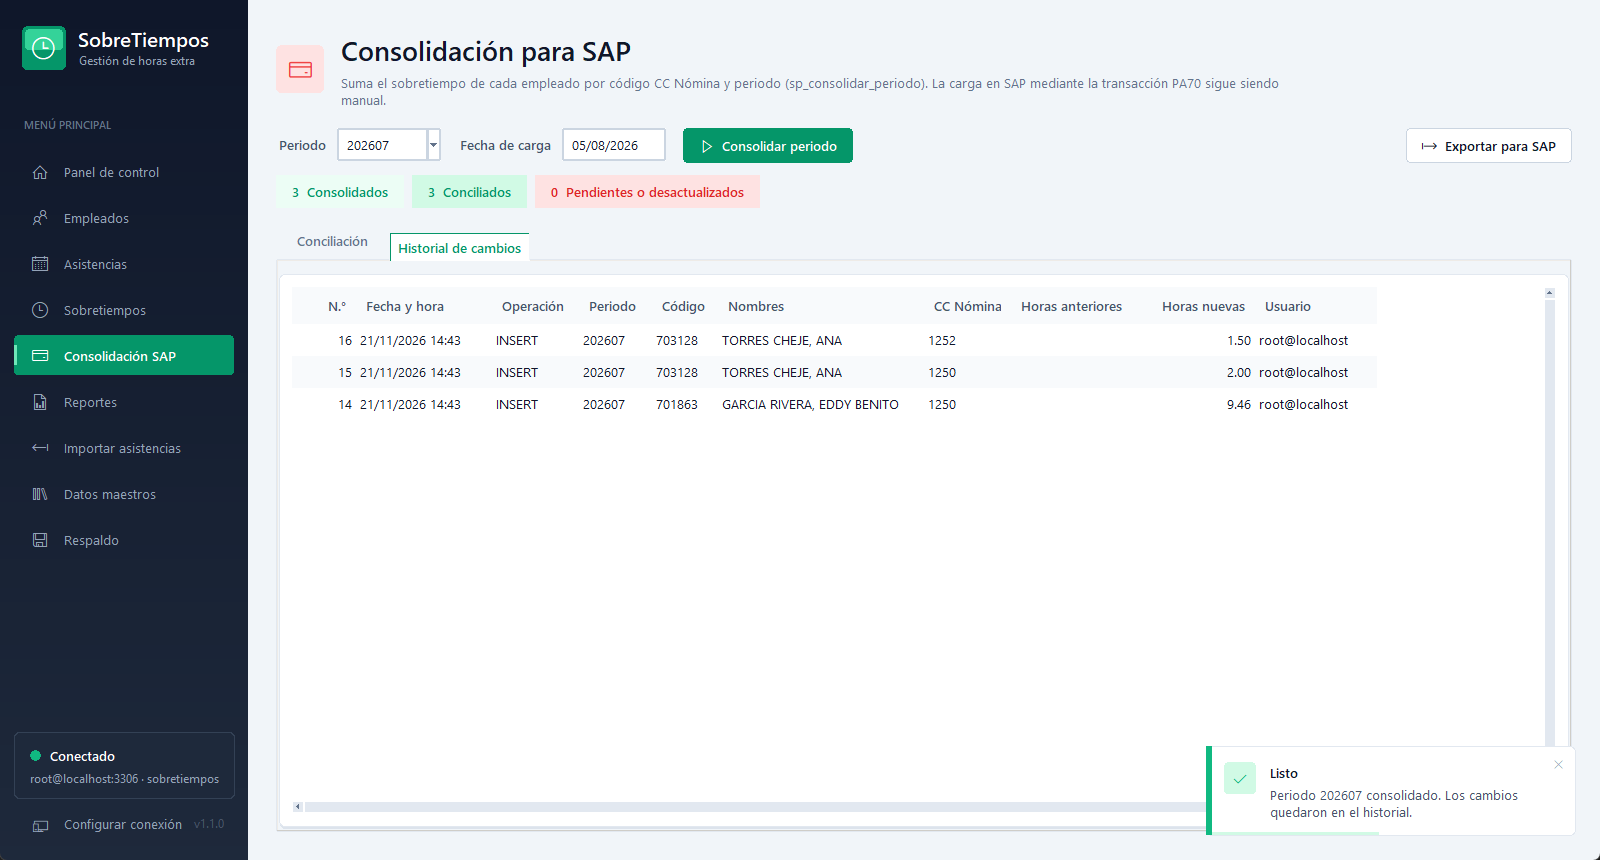 SobreTiempos
Gestión de horas extra
MENÚ PRINCIPAL
Panel de control
Empleados
Asistencias
Sobretiempos
Consolidación SAP
Reportes
Importar asistencias
Datos maestros
Respaldo
Conectado
root@localhost:3306 · sobretiempos
Configurar conexión v1.1.0
Consolidación para SAP
Suma el sobretiempo de cada empleado por código CC Nómina y periodo (sp_consolidar_periodo). La carga en SAP mediante la transacción PA70 sigue siendo
manual.
Periodo 202607 Fecha de carga 05/08/2026 Consolidar periodo Exportar para SAP
3 Consolidados 3 Conciliados 0 Pendientes o desactualizados
Conciliación Historial de cambios
N.° Fecha y hora Operación Periodo Código Nombres CC Nómina Horas anteriores Horas nuevas Usuario
16 21/11/2026 14:43 INSERT 202607 703128 TORRES CHEJE, ANA 1252 1.50 root@localhost
15 21/11/2026 14:43 INSERT 202607 703128 TORRES CHEJE, ANA 1250 2.00 root@localhost
14 21/11/2026 14:43 INSERT 202607 701863 GARCIA RIVERA, EDDY BENITO 1250 9.46 root@localhost
Listo
Periodo 202607 consolidado. Los cambios
quedaron en el historial.